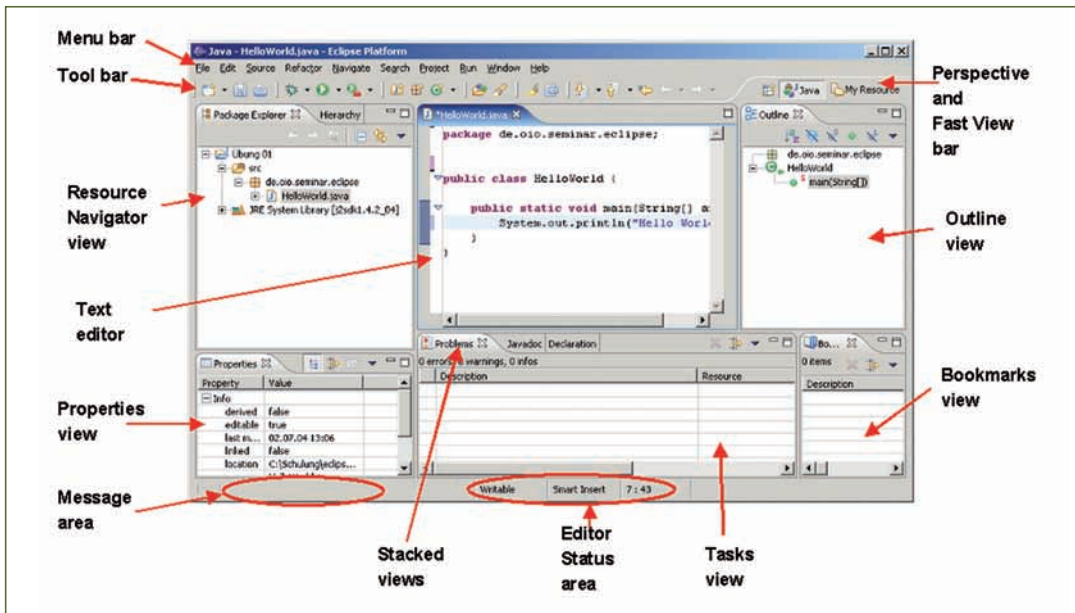 Menu bar
Tool bar
Resource
Navigator
view
Text
editor
Properties
view
Message
area
Java - HelloWorld.java - Eclipse Platform
File Edit Source Refactor Navigate Search Project Run Window Help
Java My Resource
Package Explorer Hierarchy
Übung 01
src
de.oio.seminar.eclipse
HelloWorld.java
JRE System Library [j2sdk1.4.2_04]
*HelloWorld.java
package de.oio.seminar.eclipse;
public class HelloWorld {
public static void main(String[] a
System.out.println("Hello Worl
}
}
Outline
de.oio.seminar.eclipse
HelloWorld
main(String[])
Properties
Property Value
Info
derived false
editable true
last m... 02.07.04 13:06
linked false
location C:\Schulung\eclips...
Problems Javadoc Declaration
0 errors, warnings, 0 infos
Description Resource
Bo...
0 items
Description
Writable Smart Insert 7 : 43
Perspective
and
Fast View
bar
Outline
view
Bookmarks
view
Stacked
views
Editor
Status
area
Tasks
view